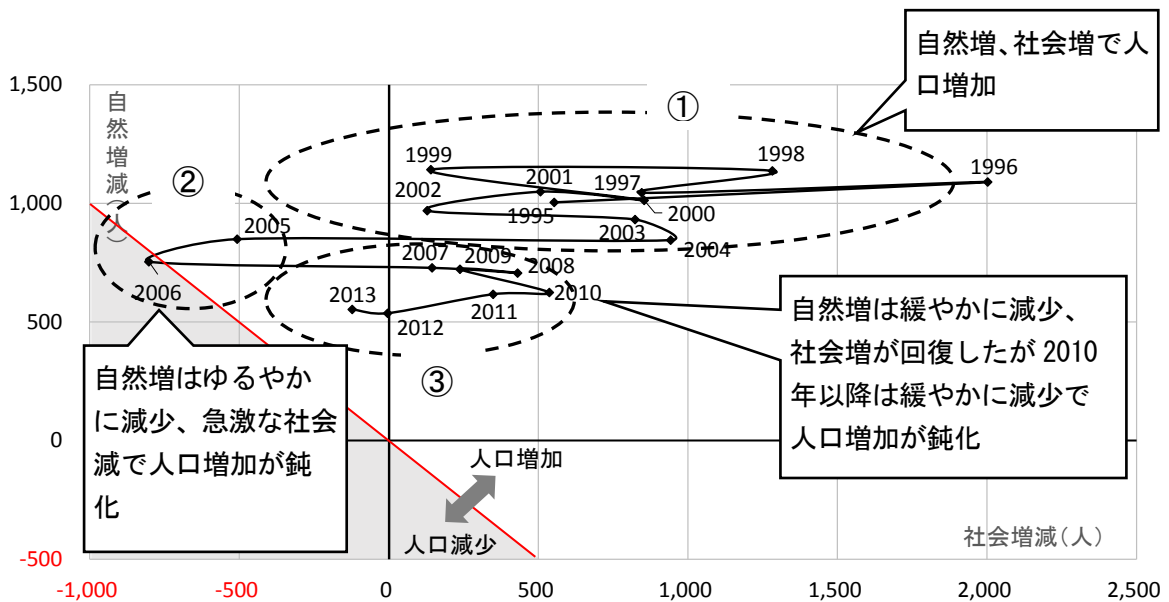 自然増、社会増で人
口増加
1,500
自然増減（人）
①
1999
1998
2001
1997
1996
②
2002
1,000
1995
2000
2005
2003
2004
2007
2009
2008
2006
2013
2010
2011
2012
500
自然増は緩やかに減少、
社会増が回復したが 2010
年以降は緩やかに減少で
人口増加が鈍化
③
自然増はゆるやか
に減少、急激な社会
減で人口増加が鈍
化
0
人口増加
人口減少
社会増減（人）
-500
-1,000
-500
0
500
1,000
1,500
2,000
2,500